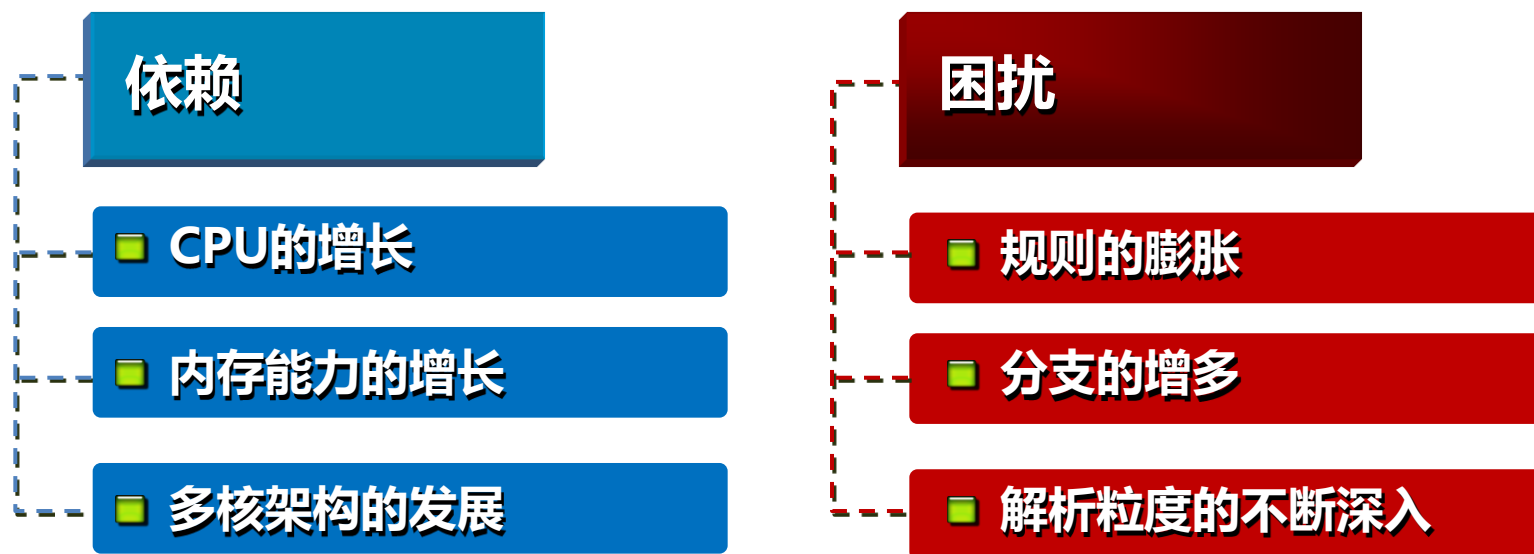 依赖
CPU的增长
内存能力的增长
多核架构的发展
困扰
规则的膨胀
分支的增多
解析粒度的不断深入